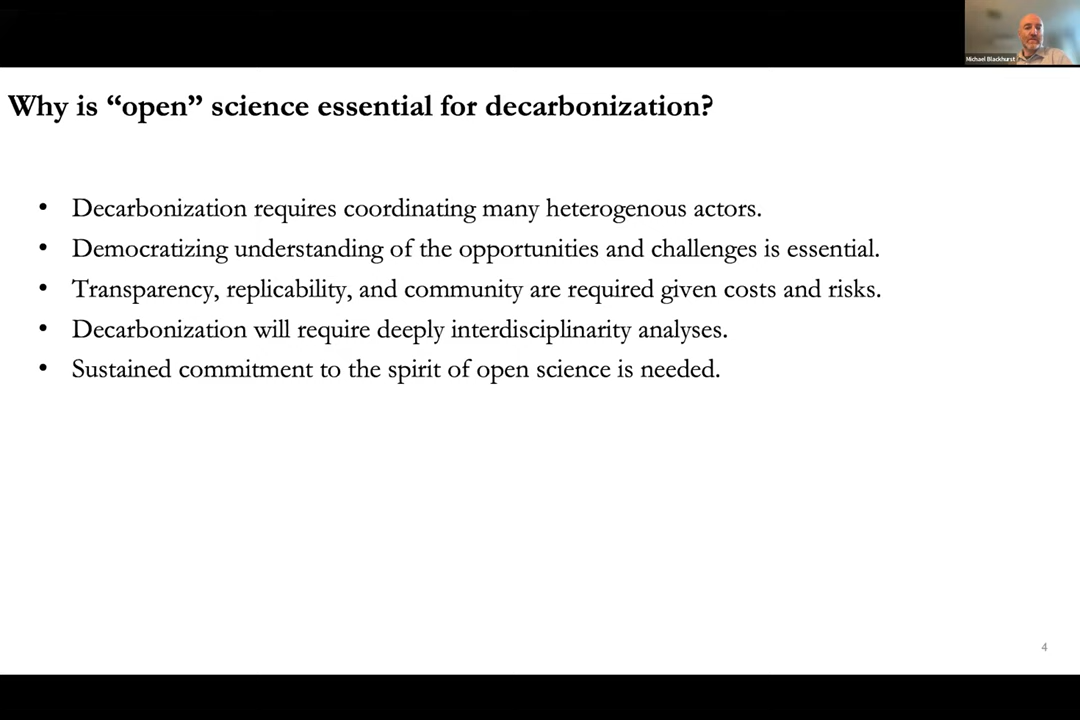 Michael Blackhurst
Why is “open” science essential for decarbonization?
• Decarbonization requires coordinating many heterogenous actors.
• Democratizing understanding of the opportunities and challenges is essential.
• Transparency, replicability, and community are required given costs and risks.
• Decarbonization will require deeply interdisciplinarity analyses.
• Sustained commitment to the spirit of open science is needed.
4